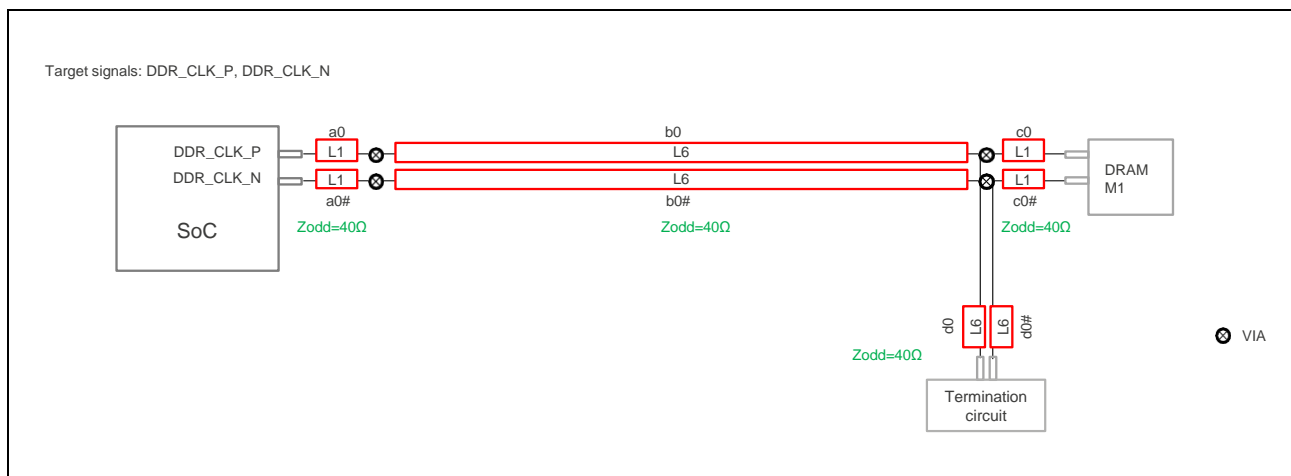 Target signals: DDR_CLK_P, DDR_CLK_N
a0
b0
c0
DDR_CLK_P
L1
L6
L1
DRAM
M1
DDR_CLK_N
L1
L6
L1
a0#
b0#
c0#
SoC
Zodd=40Ω
Zodd=40Ω
Zodd=40Ω
d0
L6
L6
d0#
VIA
Zodd=40Ω
Termination
circuit